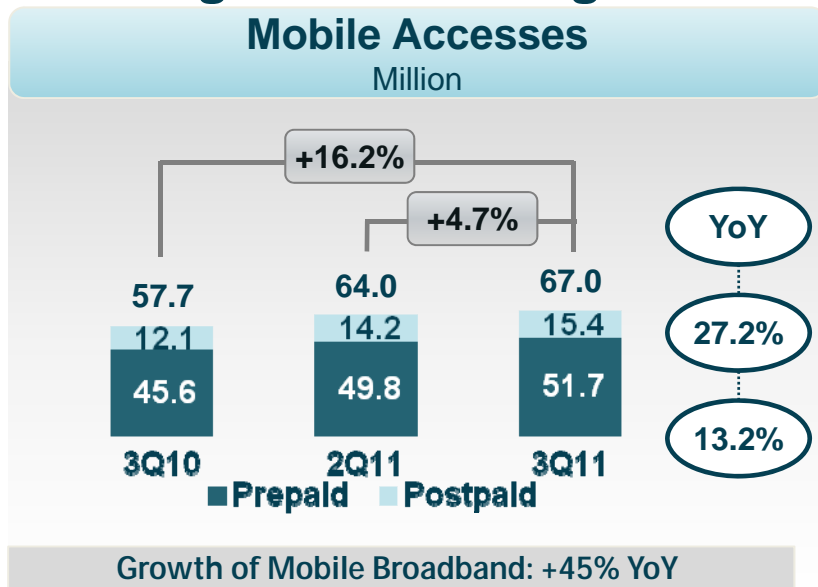 Mobile Accesses
Million
+16.2%
+4.7%
YoY
57.7
64.0
67.0
12.1
14.2
15.4
27.2%
45.6
49.8
51.7
13.2%
3Q10
2Q11
3Q11
Prepaid Postpaid
Growth of Mobile Broadband: +45% YoY